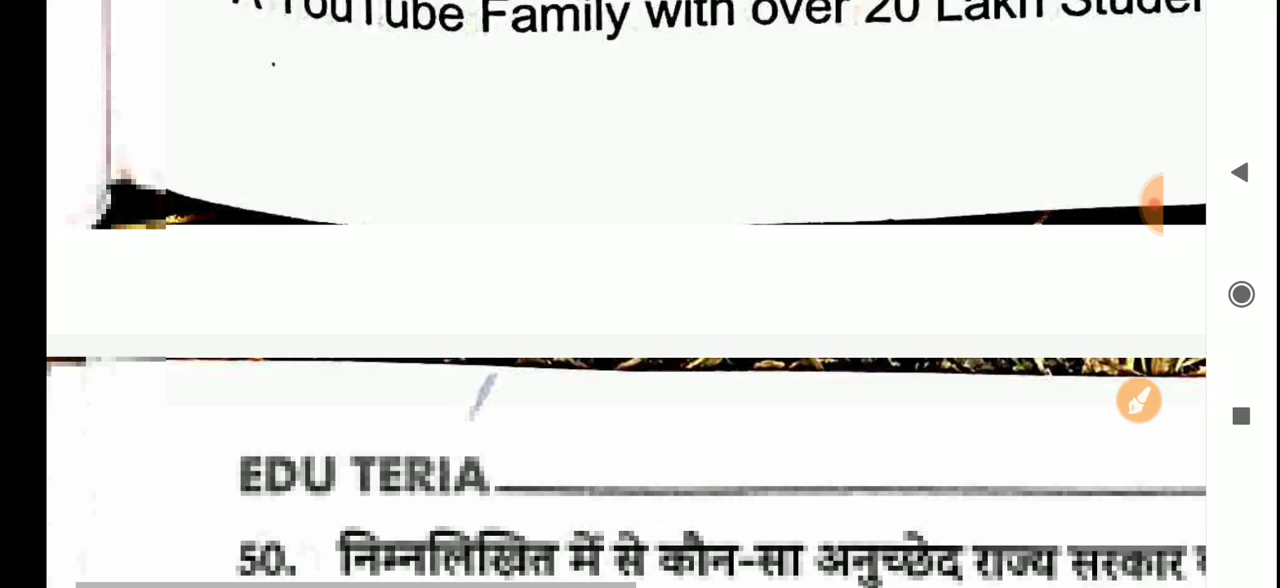 YouTube Family with over 20 Lakh
EDU TERIA
50. निम्नलिखित में से कौन-सा अनुच्छेद राज्य सरकार